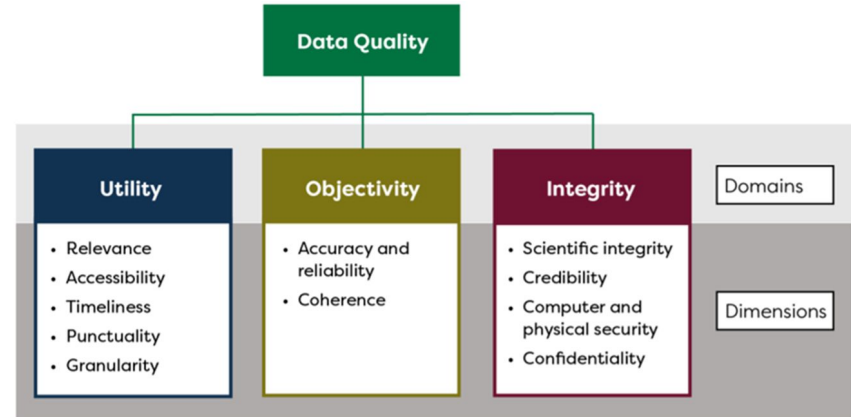 Data Quality
Utility
Objectivity
Integrity
Domains
• Relevance
• Accessibility
• Timeliness
• Punctuality
• Granularity
• Accuracy and
reliability
• Coherence
• Scientific integrity
• Credibility
• Computer and
physical security
• Confidentiality
Dimensions